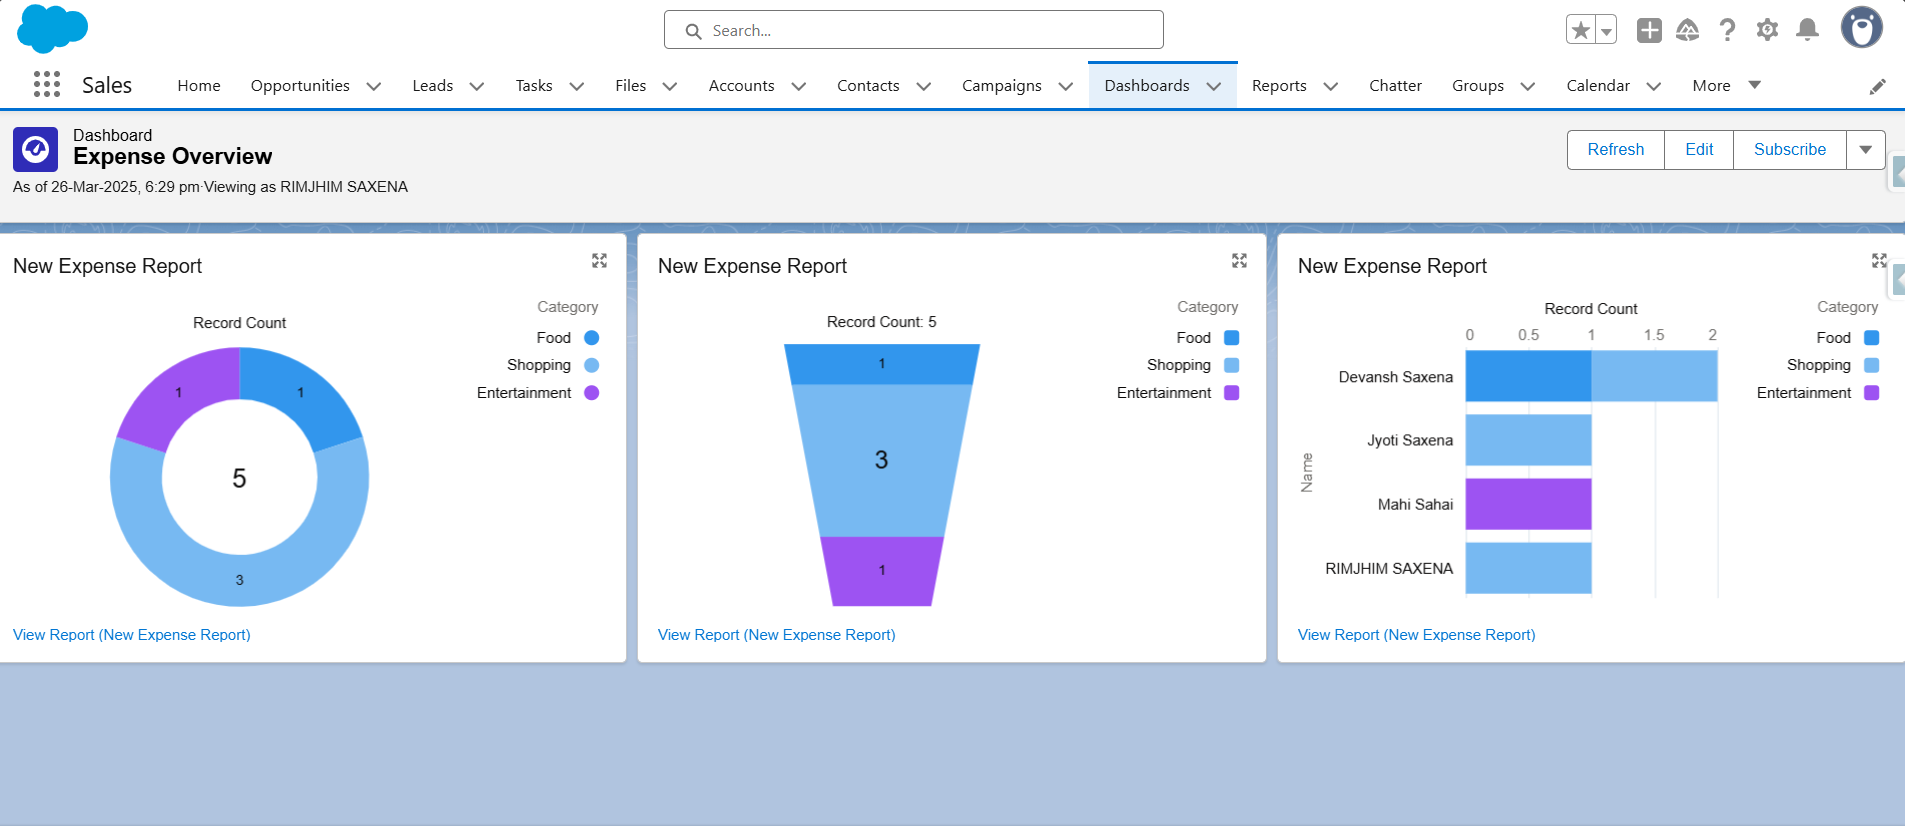 Search...
Sales
Home
Opportunities
Leads
Tasks
Files
Accounts
Contacts
Campaigns
Dashboards
Reports
Chatter
Groups
Calendar
More
Dashboard
Expense Overview
As of 26-Mar-2025, 6:29 pm·Viewing as RIMJHIM SAXENA
Refresh
Edit
Subscribe
New Expense Report
Record Count
Category
Food
Shopping
Entertainment
1
1
5
3
View Report (New Expense Report)
New Expense Report
Record Count: 5
Category
Food
Shopping
Entertainment
1
3
1
View Report (New Expense Report)
New Expense Report
Record Count
0 0.5 1 1.5 2
Category
Food
Shopping
Entertainment
Name
Devansh Saxena
Jyoti Saxena
Mahi Sahai
RIMJHIM SAXENA
View Report (New Expense Report)